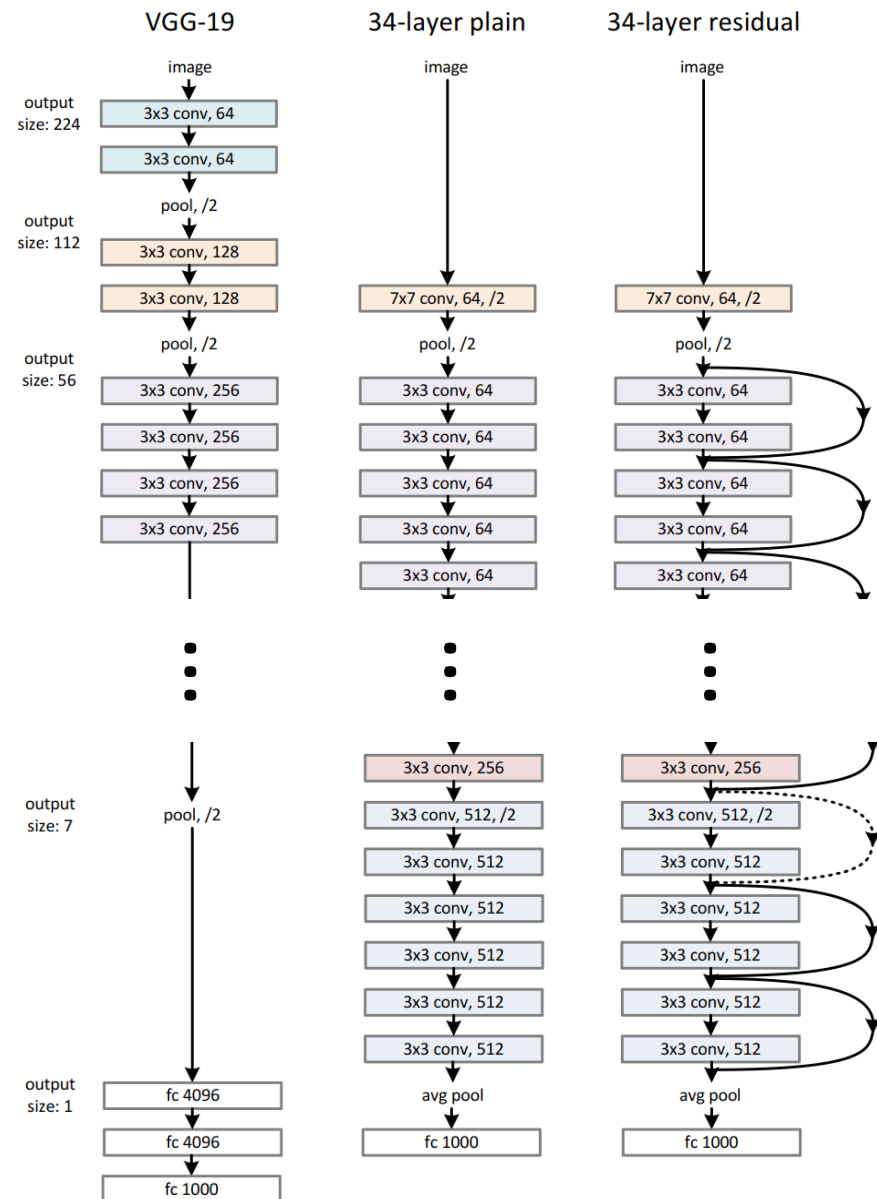 VGG-19
34-layer plain
34-layer residual
image
image
image
output
size: 224
3x3 conv, 64
3x3 conv, 64
pool, /2
output
size: 112
3x3 conv, 128
3x3 conv, 128
7x7 conv, 64, /2
7x7 conv, 64, /2
pool, /2
pool, /2
pool, /2
output
size: 56
3x3 conv, 256
3x3 conv, 64
3x3 conv, 64
3x3 conv, 256
3x3 conv, 64
3x3 conv, 64
3x3 conv, 256
3x3 conv, 64
3x3 conv, 64
3x3 conv, 256
3x3 conv, 64
3x3 conv, 64
3x3 conv, 64
3x3 conv, 64
3x3 conv, 256
3x3 conv, 256
output
size: 7
pool, /2
3x3 conv, 512, /2
3x3 conv, 512, /2
3x3 conv, 512
3x3 conv, 512
3x3 conv, 512
3x3 conv, 512
3x3 conv, 512
3x3 conv, 512
3x3 conv, 512
3x3 conv, 512
3x3 conv, 512
3x3 conv, 512
output
size: 1
fc 4096
avg pool
avg pool
fc 4096
fc 1000
fc 1000
fc 1000